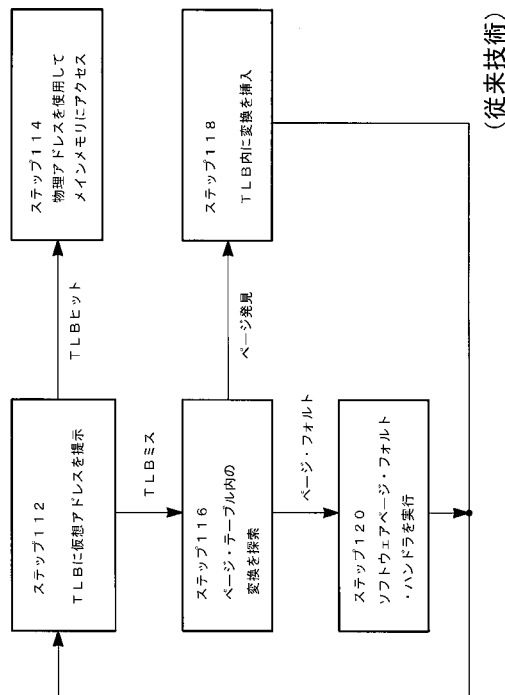 ステップ112
TLBに仮想アドレスを提示
TLBヒット
ステップ114
物理アドレスを使用して
メインメモリにアクセス
TLBミス
ステップ116
ページ・テーブル内の
変換を探索
ページ発見
ステップ118
TLB内に変換を挿入
ページ・フォルト
ステップ120
ソフトウェアページ・フォルト
・ハンドラを実行
(従来技術)